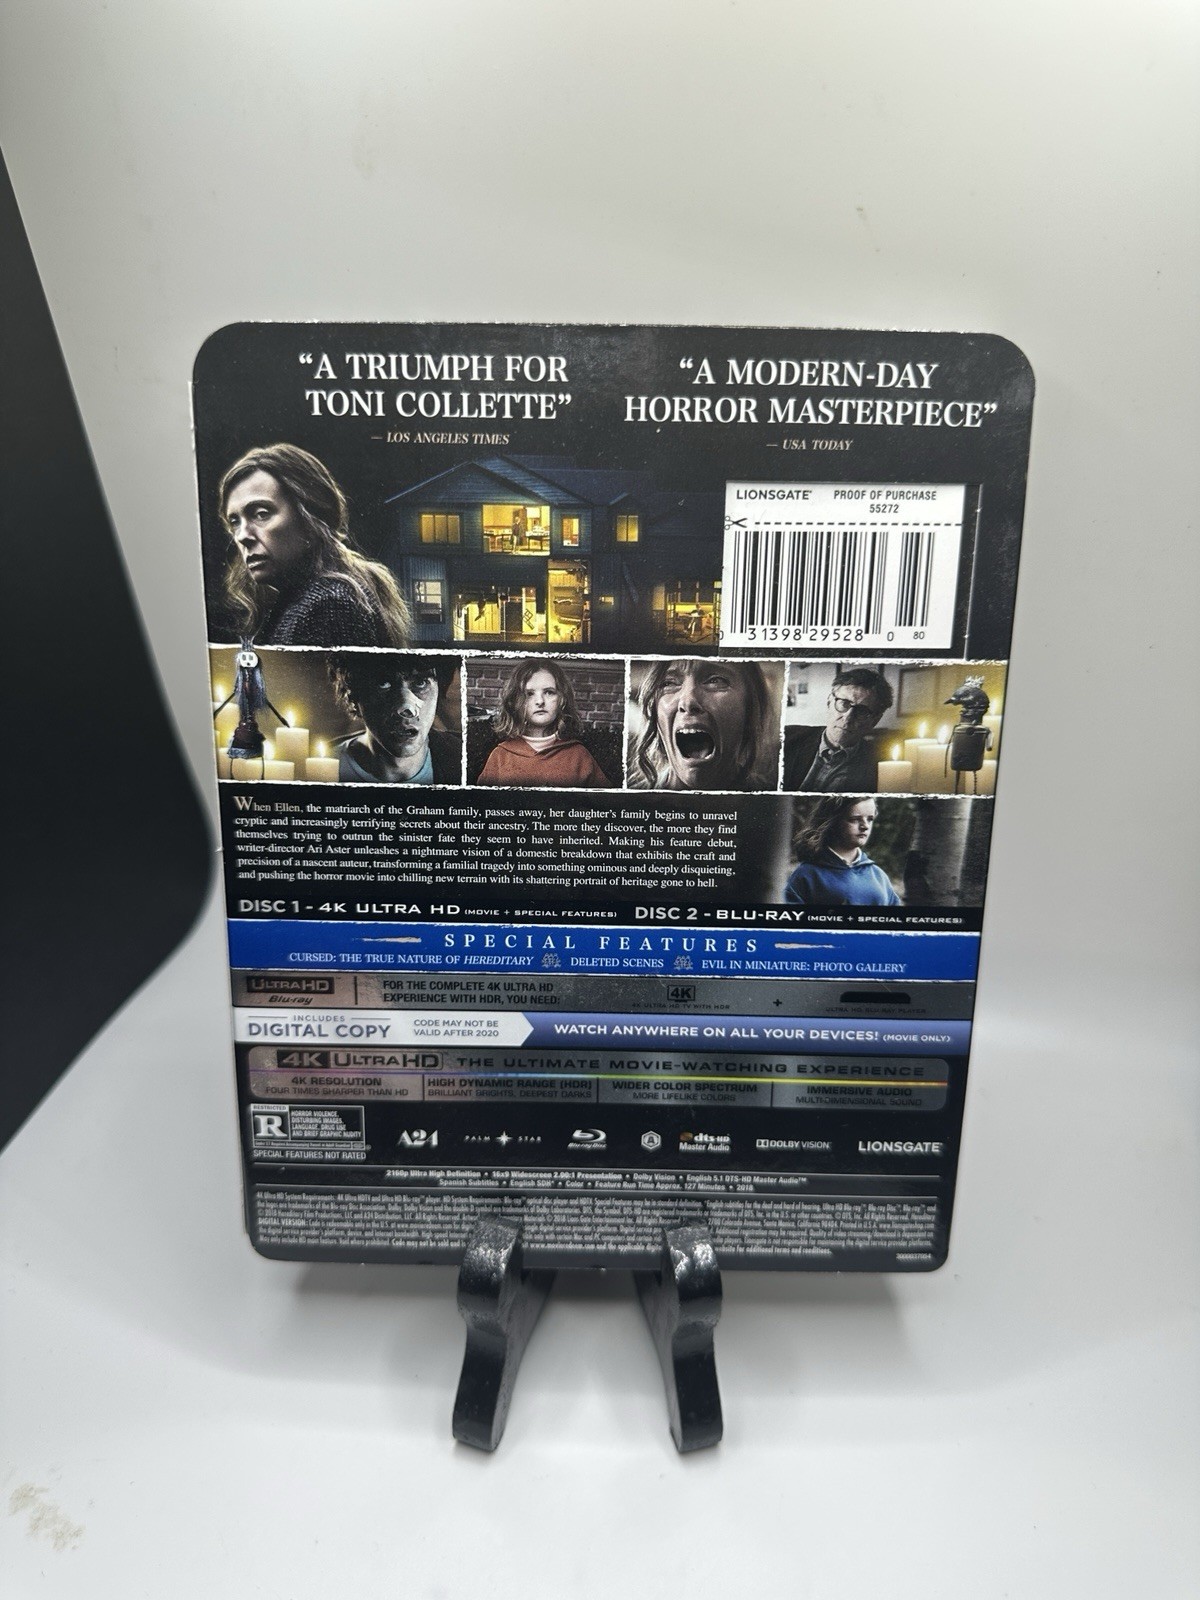 “A TRIUMPH FOR
TONI COLLETTE”
— LOS ANGELES TIMES
“A MODERN-DAY
HORROR MASTERPIECE”
— USA TODAY
LIONSGATE PROOF OF PURCHASE
55272
31398 29528 0 80
When Ellen, the matriarch of the Graham family, passes away, her daughter's family begins to unravel
cryptic and increasingly terrifying secrets about their ancestry. The more they discover, the more they find
themselves trying to outrun the sinister fate they seem to have inherited. Making his feature debut,
writer-director Ari Aster unleashes a nightmare vision of a domestic breakdown that exhibits the craft and
precision of a nascent auteur, transforming a familial tragedy into something ominous and deeply disquieting,
and pushing the horror movie into chilling new terrain with its shattering portrait of heritage gone to hell.
DISC 1 - 4K ULTRA HD (MOVIE + SPECIAL FEATURES) DISC 2 - BLU-RAY (MOVIE + SPECIAL FEATURES)
SPECIAL FEATURES
CURSED: THE TRUE NATURE OF HEREDITARY DELETED SCENES EVIL IN MINIATURE: PHOTO GALLERY
ULTRA HD Blu-ray
FOR THE COMPLETE 4K ULTRA HD
EXPERIENCE WITH HDR, YOU NEED:
4K
4K ULTRA HD TV WITH HDR + ULTRA HD BLU-RAY PLAYER
INCLUDES
DIGITAL COPY
CODE MAY NOT BE
VALID AFTER 2020
WATCH ANYWHERE ON ALL YOUR DEVICES! (MOVIE ONLY)
4K ULTRA HD THE ULTIMATE MOVIE-WATCHING EXPERIENCE
4K RESOLUTION
FOUR TIMES SHARPER THAN HD
HIGH DYNAMIC RANGE (HDR)
BRILLIANT BRIGHTS, DEEPEST DARKS
WIDER COLOR SPECTRUM
MORE LIFELIKE COLORS
IMMERSIVE AUDIO
MULTI-DIMENSIONAL SOUND
RESTRICTED
R
HORROR VIOLENCE,
DISTURBING IMAGES,
LANGUAGE, DRUG USE
AND BRIEF GRAPHIC NUDITY
SPECIAL FEATURES NOT RATED
A24
PALM STAR
Blu-ray Disc
A
dts-HD
Master Audio
DOLBY VISION
LIONSGATE
2160p Ultra High Definition • 16x9 Widescreen 2.00:1 Presentation • Dolby Vision • English 5.1 DTS-HD Master Audio™
Spanish Subtitles • English SDH* • Color • Feature Run Time Approx. 127 Minutes • 2018